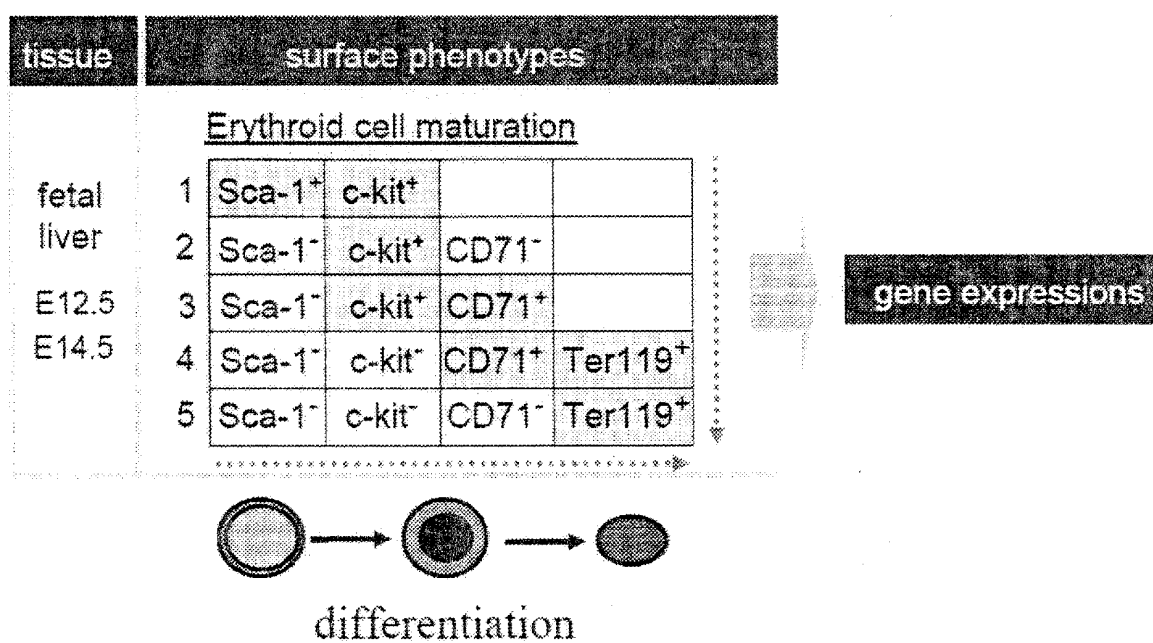 tissue
surface phenotypes
Erythroid cell maturation
fetal
liver
E12.5
E14.5
1 Sca-1⁺ c-kit⁺
2 Sca-1⁻ c-kit⁺ CD71⁻
3 Sca-1⁻ c-kit⁺ CD71⁺
4 Sca-1⁻ c-kit⁻ CD71⁺ Ter119⁺
5 Sca-1⁻ c-kit⁻ CD71⁻ Ter119⁺
gene expressions
differentiation